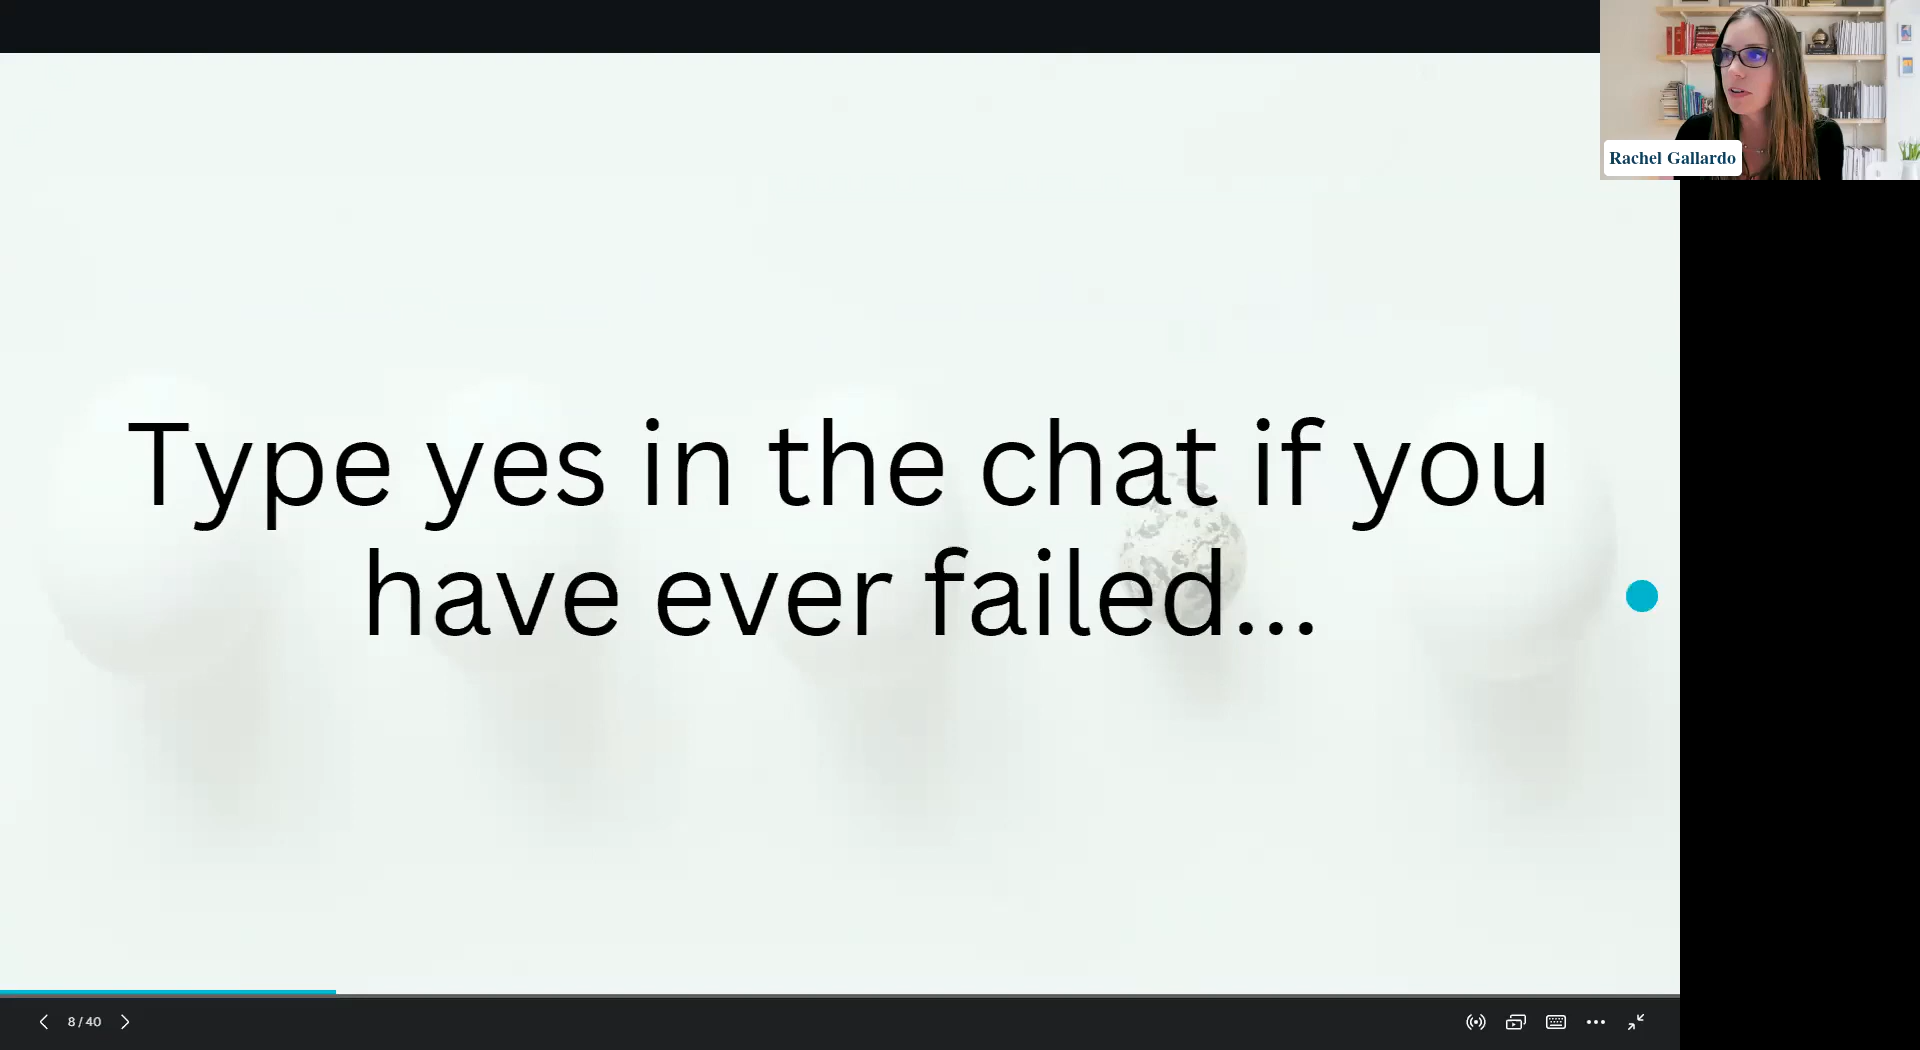 Rachel Gallardo
Type yes in the chat if you
have ever failed...
8 / 40